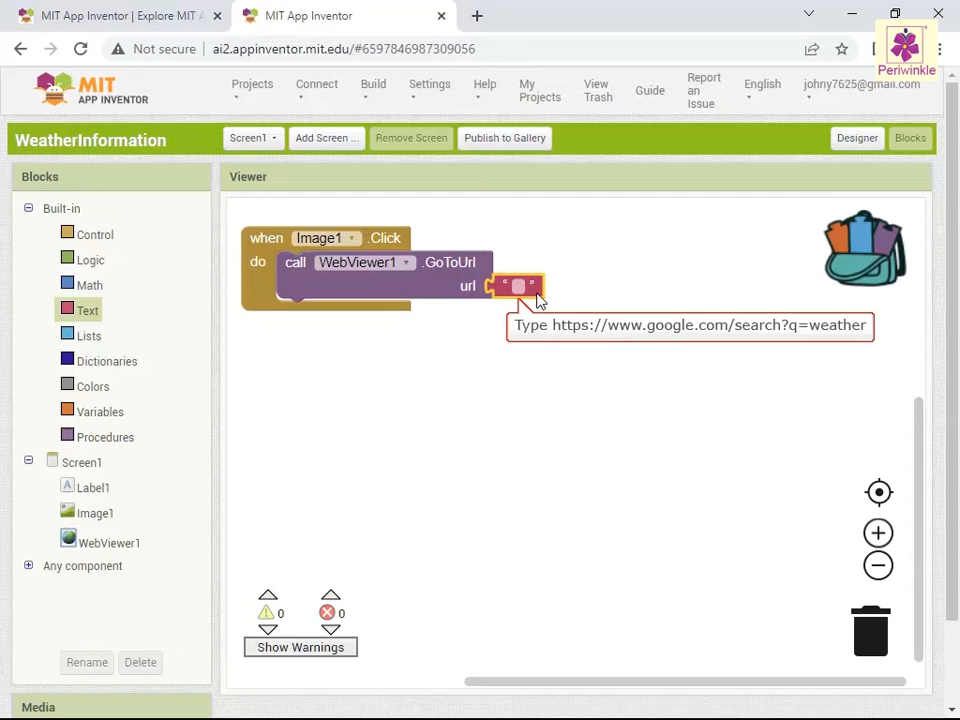 MIT App Inventor | Explore MIT A
MIT App Inventor
Not secure
ai2.appinventor.mit.edu/#6597846987309056
Periwinkle
MIT
APP INVENTOR
Projects
Connect
Build
Settings
Help
My
Projects
View
Trash
Guide
Report
an
Issue
English
johny7625@gmail.com
WeatherInformation
Screen1
Add Screen ...
Remove Screen
Publish to Gallery
Designer
Blocks
Blocks
Viewer
Built-in
Control
Logic
Math
Text
Lists
Dictionaries
Colors
Variables
Procedures
Screen1
Label1
Image1
WebViewer1
Any component
Rename
Delete
Media
when Image1 .Click
do call WebViewer1 .GoToUrl
url " "
Type https://www.google.com/search?q=weather
0
0
Show Warnings